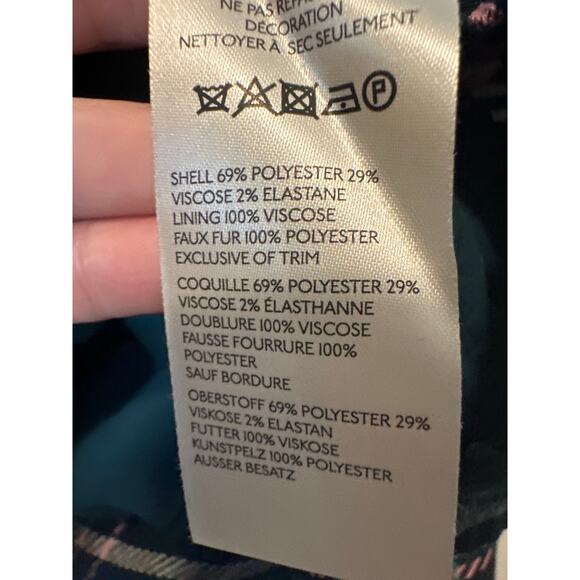 NE PAS
DÉCORATION
NETTOYER À SEC SEULEMENT
P
SHELL 69% POLYESTER 29%
VISCOSE 2% ELASTANE
LINING 100% VISCOSE
FAUX FUR 100% POLYESTER
EXCLUSIVE OF TRIM
COQUILLE 69% POLYESTER 29%
VISCOSE 2% ÉLASTHANNE
DOUBLURE 100% VISCOSE
FAUSSE FOURRURE 100%
POLYESTER
SAUF BORDURE
OBERSTOFF 69% POLYESTER 29%
VISKOSE 2% ELASTAN
FUTTER 100% VISKOSE
KUNSTPELZ 100% POLYESTER
AUSSER BESATZ